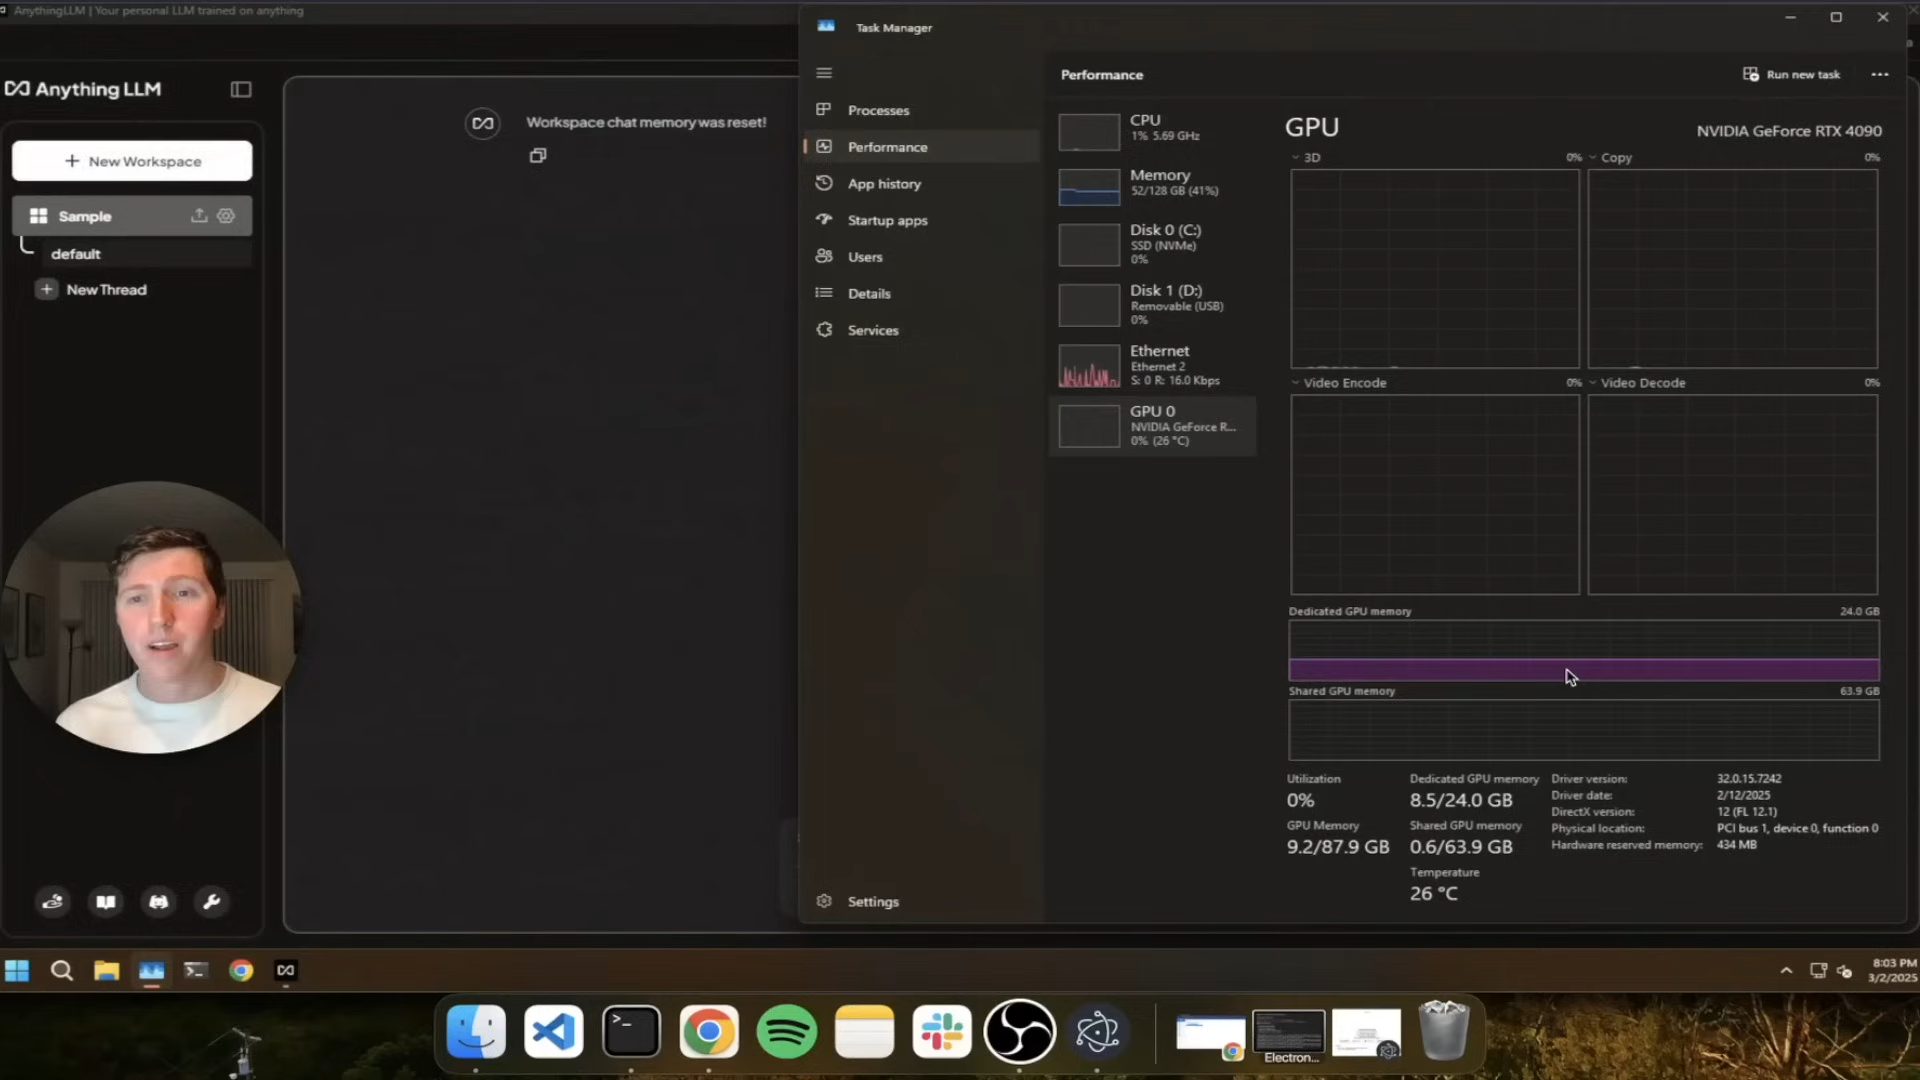 AnythingLLM | Your personal LLM trained on anything
Anything LLM
New Workspace
Sample
default
New Thread
Workspace chat memory was reset!
Task Manager
Processes
Performance
App history
Startup apps
Users
Details
Services
Settings
Performance
Run new task
CPU
1% 5.69 GHz
Memory
52/128 GB (41%)
Disk 0 (C:)
SSD (NVMe)
0%
Disk 1 (D:)
Removable (USB)
0%
Ethernet
Ethernet 2
S: 0 R: 16.0 Kbps
GPU 0
NVIDIA GeForce R...
0% (26 °C)
GPU
NVIDIA GeForce RTX 4090
3D 0%
Copy 0%
Video Encode 0%
Video Decode 0%
Dedicated GPU memory 24.0 GB
Shared GPU memory 63.9 GB
Utilization
0%
Dedicated GPU memory
8.5/24.0 GB
GPU Memory
9.2/87.9 GB
Shared GPU memory
0.6/63.9 GB
Temperature
26 °C
Driver version: 32.0.15.7242
Driver date: 2/12/2025
DirectX version: 12 (FL 12.1)
Physical location: PCI bus 1, device 0, function 0
Hardware reserved memory: 434 MB
8:03 PM
3/2/2025
Electron...